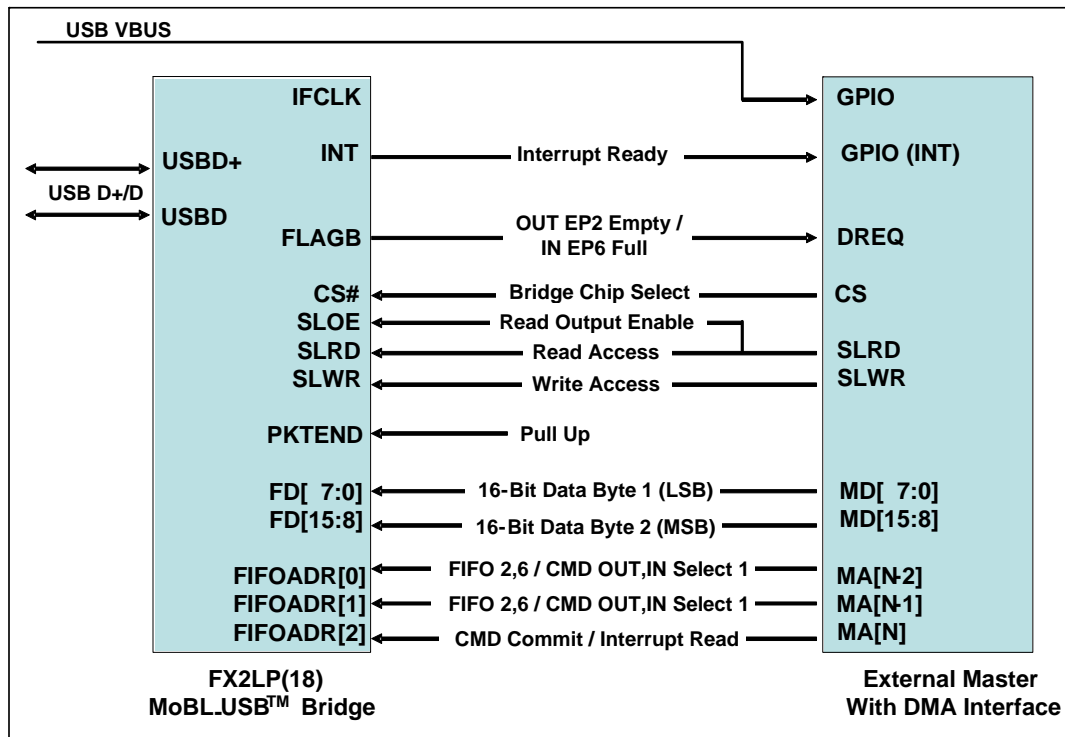 USB VBUS
IFCLK
GPIO
INT
Interrupt Ready
GPIO (INT)
USBD+
USB D+/D
USBD
FLAGB
OUT EP2 Empty /
IN EP6 Full
DREQ
CS#
Bridge Chip Select
CS
SLOE
Read Output Enable
SLRD
Read Access
SLRD
SLWR
Write Access
SLWR
PKTEND
Pull Up
FD[ 7:0]
16-Bit Data Byte 1 (LSB)
MD[ 7:0]
FD[15:8]
16-Bit Data Byte 2 (MSB)
MD[15:8]
FIFOADR[0]
FIFO 2,6 / CMD OUT,IN Select 1
MA[N-2]
FIFOADR[1]
FIFO 2,6 / CMD OUT,IN Select 1
MA[N-1]
FIFOADR[2]
CMD Commit / Interrupt Read
MA[N]
FX2LP(18)
MoBL-USB™ Bridge
External Master
With DMA Interface